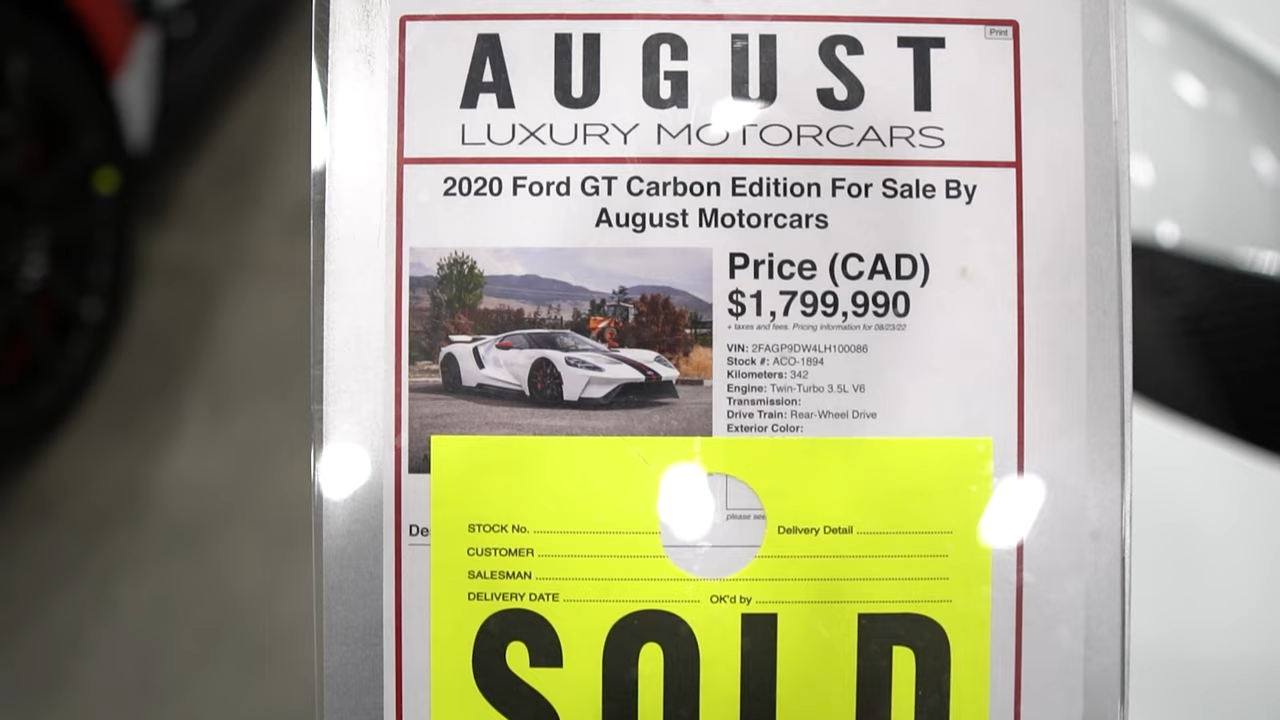 Print
AUGUST
LUXURY MOTORCARS
2020 Ford GT Carbon Edition For Sale By
August Motorcars
Price (CAD)
$1,799,990
+ taxes and fees. Pricing information for 08/23/22
VIN: 2FAGP9DW4LH100086
Stock #: ACO-1894
Kilometers: 342
Engine: Twin-Turbo 3.5L V6
Transmission:
Drive Train: Rear-Wheel Drive
Exterior Color:
please see
De
STOCK No.
Delivery Detail
CUSTOMER
SALESMAN
DELIVERY DATE
OK'd by
SOLD